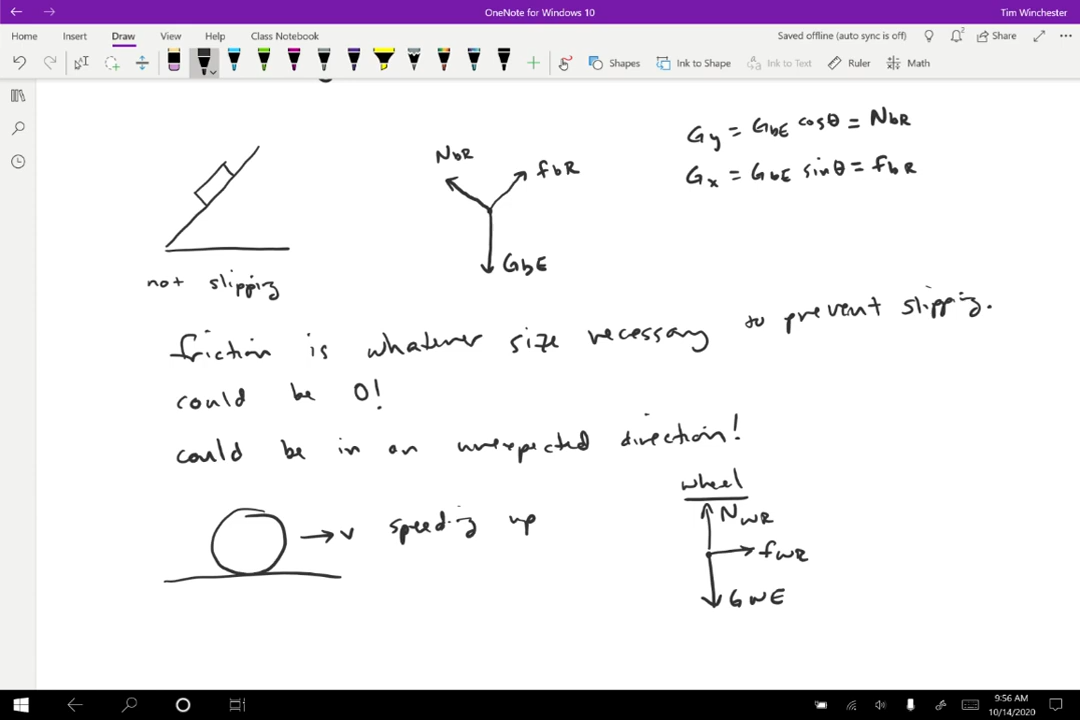 OneNote for Windows 10
Tim Winchester
Home Insert Draw View Help Class Notebook
Saved offline (auto sync is off) Share
Shapes Ink to Shape Ink to Text Ruler Math
NbR
fbR
GbE
Gy = GbE cosθ = NbR
Gx = GbE sinθ = fbR
not slipping
friction is whatever size necessary to prevent slipping.
could be 0!
could be in an unexpected direction!
→ v speeding up
wheel
NWR
fWR
GWE
9:56 AM
10/14/2020